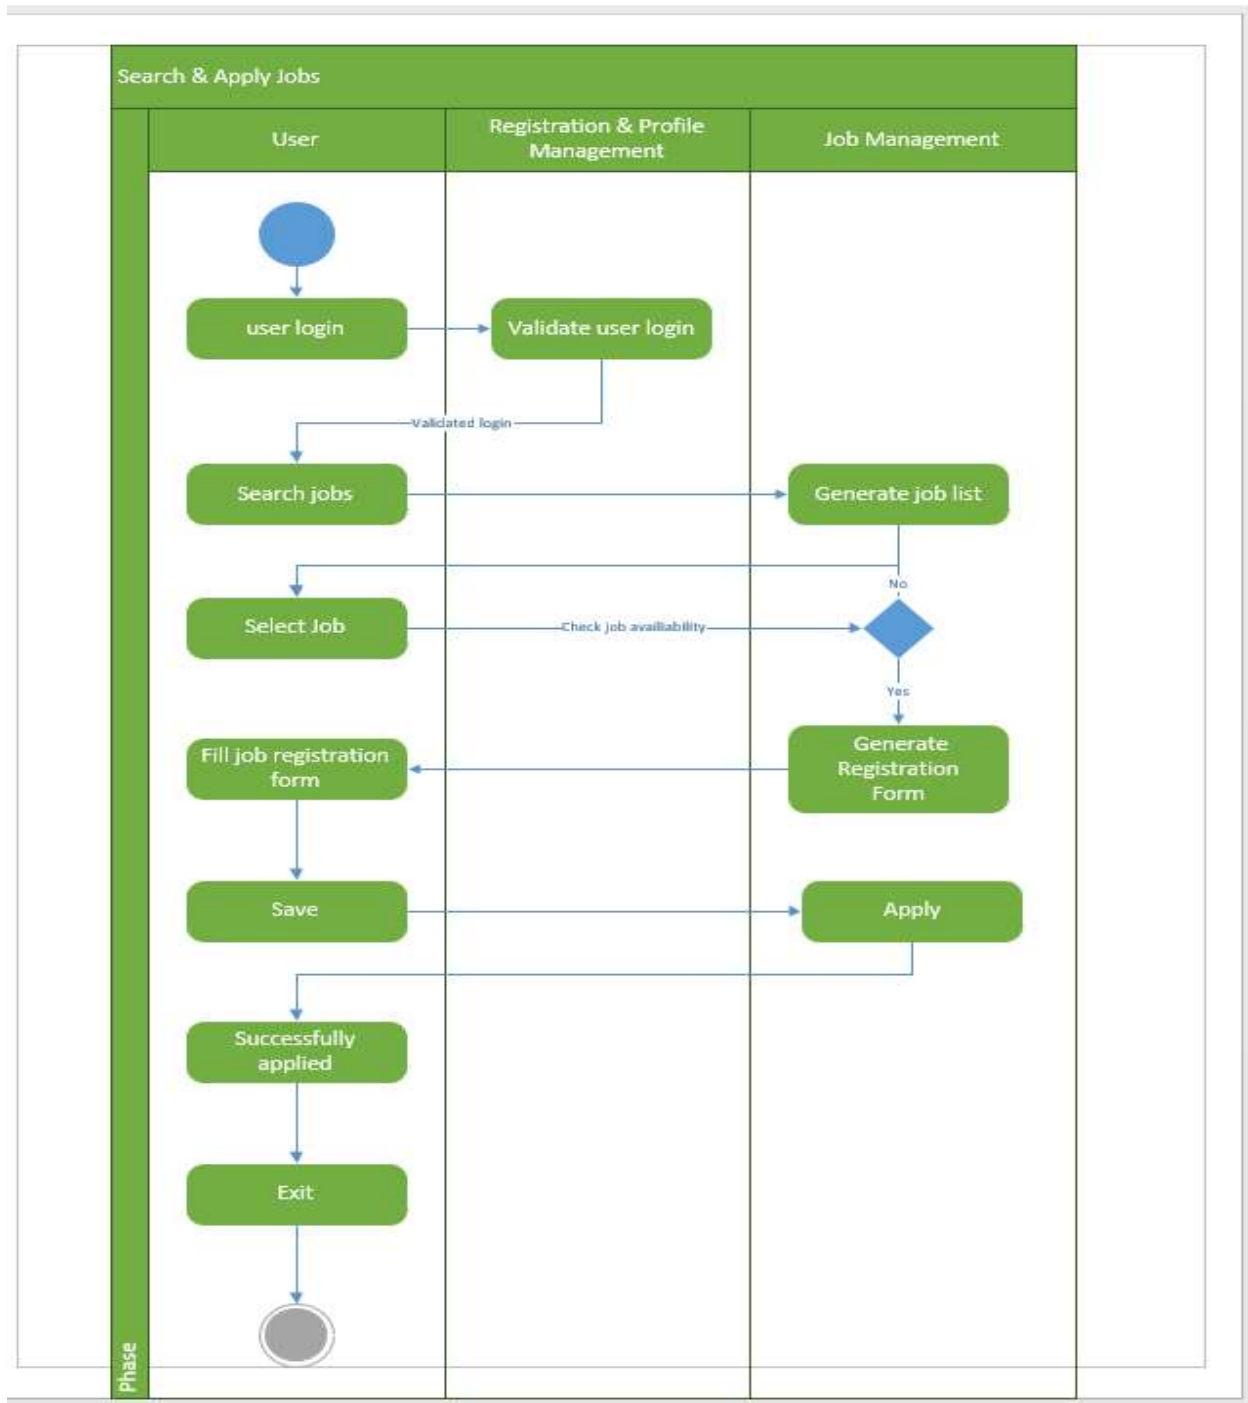 Search & Apply Jobs
User
Registration & Profile
Management
Job Management
user login
Validate user login
Validated login
Search jobs
Generate job list
No
Select Job
Check job availiability
Yes
Fill job registration
form
Generate
Registration
Form
Save
Apply
Successfully
applied
Exit
Phase